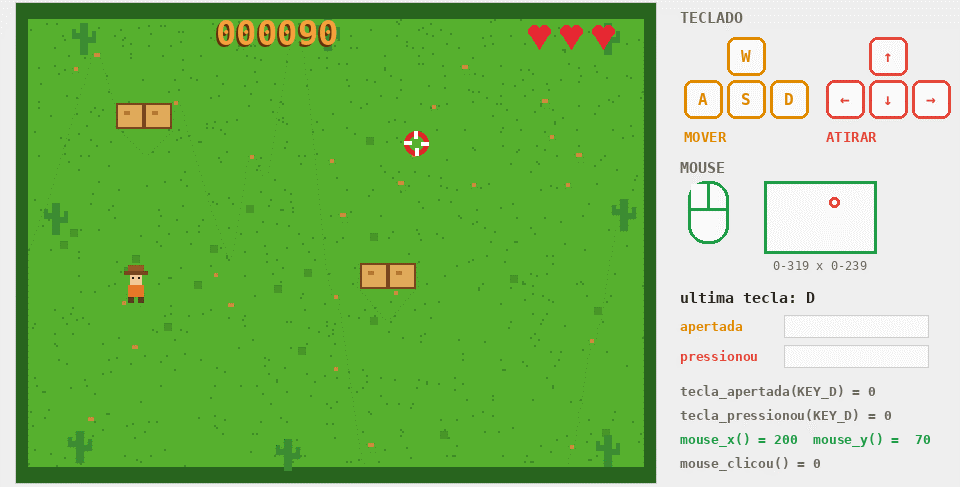 000090
TECLADO
W
↑
A S D
← ↓ →
MOVER
ATIRAR
MOUSE
0-319 x 0-239
ultima tecla: D
apertada
pressionou
tecla_apertada(KEY_D) = 0
tecla_pressionou(KEY_D) = 0
mouse_x() = 200 mouse_y() = 70
mouse_clicou() = 0